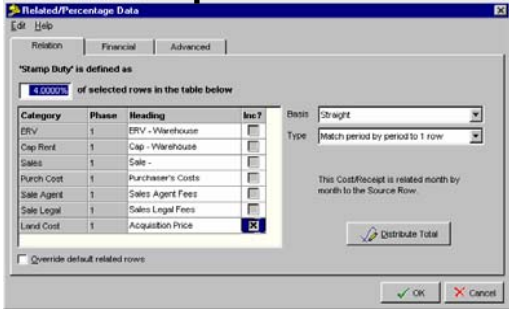 Related/Percentage Data
Edit Help
Relation Financial Advanced
'Stamp Duty' is defined as
4.0000% of selected rows in the table below
Category Phase Heading Inc?
ERV 1 ERV - Warehouse
Cap Rent 1 Cap - Warehouse
Sales 1 Sale -
Purch Cost 1 Purchaser's Costs
Sale Agent 1 Sales Agent Fees
Sale Legal 1 Sales Legal Fees
Land Cost 1 Acquisition Price
Basis Straight
Type Match period by period to 1 row
This Cost/Receipt is related month by
month to the Source Row.
Distribute Total
Override default related rows
OK Cancel